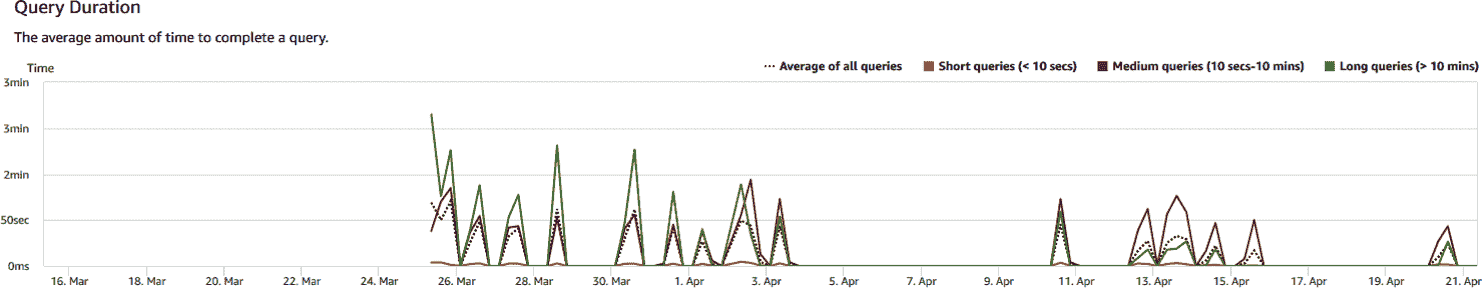 Query Duration
The average amount of time to complete a query.
Time
Average of all queries Short queries (< 10 secs) Medium queries (10 secs-10 mins) Long queries (> 10 mins)
3min
3min
2min
50sec
0ms
16. Mar 18. Mar 20. Mar 22. Mar 24. Mar 26. Mar 28. Mar 30. Mar 1. Apr 3. Apr 5. Apr 7. Apr 9. Apr 11. Apr 13. Apr 15. Apr 17. Apr 19. Apr 21. Apr